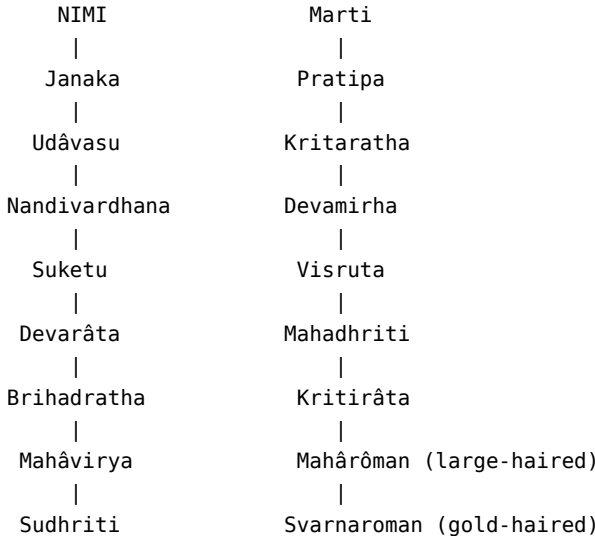 NIMI Marti
| |
Janaka Pratipa
| |
Udâvasu Kritaratha
| |
Nandivardhana Devamirha
| |
Suketu Visruta
| |
Devarâta Mahadhriti
| |
Brihadratha Kritirâta
| |
Mahâvirya Mahârôman (large-haired)
| |
Sudhriti Svarnaroman (gold-haired)